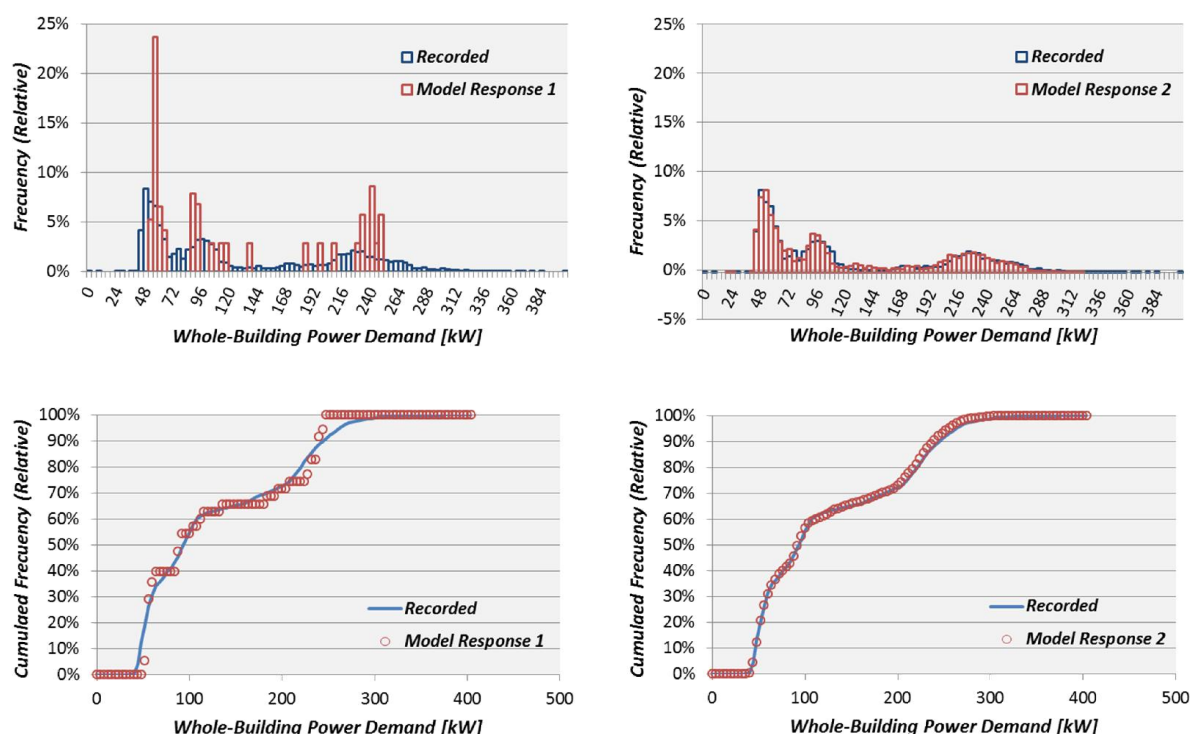 25%
20%
15%
10%
5%
0%
Frecuency (Relative)
Recorded
Model Response 1
0 24 48 72 96 120 144 168 192 216 240 264 288 312 336 360 384
Whole-Building Power Demand [kW]
25%
20%
15%
10%
5%
0%
-5%
Frecuency (Relative)
Recorded
Model Response 2
0 24 48 72 96 120 144 168 192 216 240 264 288 312 336 360 384
Whole-Building Power Demand [kW]
100%
90%
80%
70%
60%
50%
40%
30%
20%
10%
0%
Cumulaed Frecuency (Relative)
Recorded
Model Response 1
0 100 200 300 400 500
Whole-Building Power Demand [kW]
100%
90%
80%
70%
60%
50%
40%
30%
20%
10%
0%
Cumulaed Frecuency (Relative)
Recorded
Model Response 2
0 100 200 300 400 500
Whole-Building Power Demand [kW]